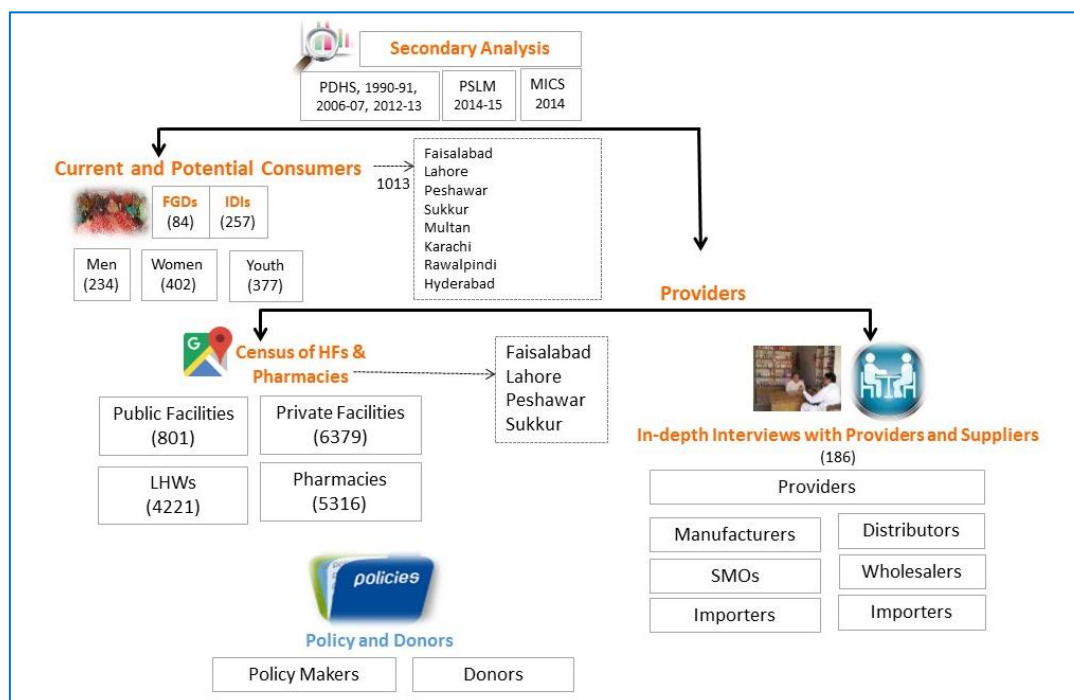 Secondary Analysis
PDHS, 1990-91,
2006-07, 2012-13
PSLM
2014-15
MICS
2014
Current and Potential Consumers
1013
FGDs
(84)
IDIs
(257)
Men
(234)
Women
(402)
Youth
(377)
Faisalabad
Lahore
Peshawar
Sukkur
Multan
Karachi
Rawalpindi
Hyderabad
Providers
G
Census of HFs &
Pharmacies
Faisalabad
Lahore
Peshawar
Sukkur
Public Facilities
(801)
Private Facilities
(6379)
LHWs
(4221)
Pharmacies
(5316)
In-depth Interviews with Providers and Suppliers
(186)
Providers
Manufacturers
Distributors
SMOs
Wholesalers
Importers
Importers
policies
Policy and Donors
Policy Makers
Donors